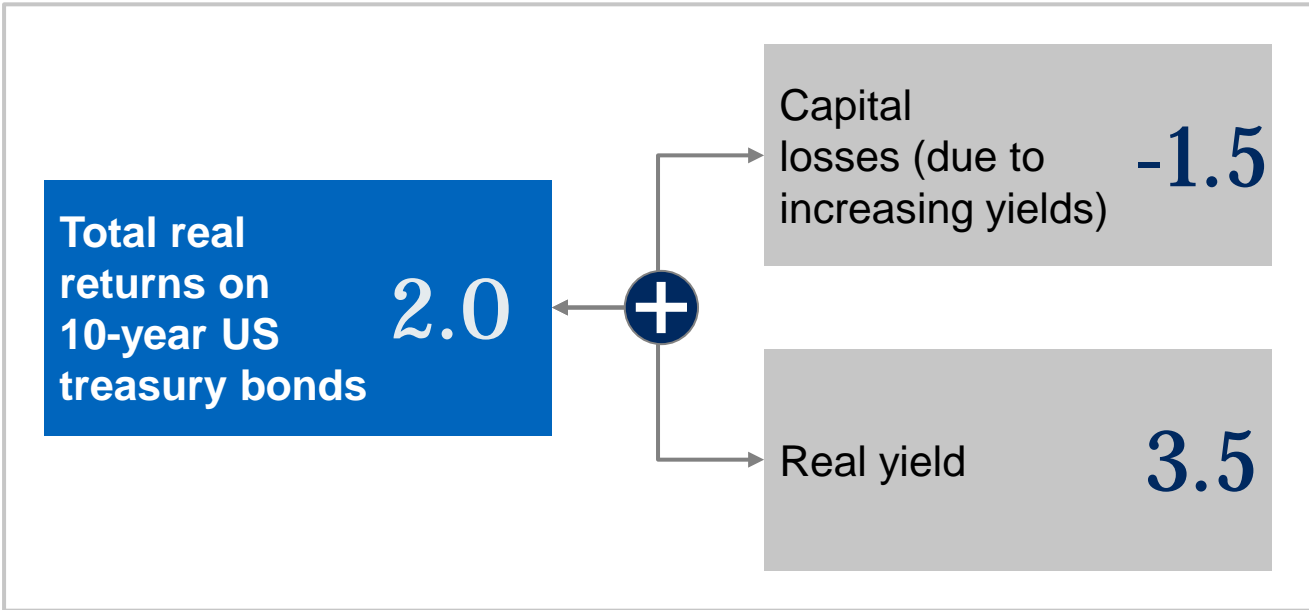 Total real
returns on
10-year US
treasury bonds
2.0
+
Capital
losses (due to
increasing yields)
-1.5
Real yield
3.5